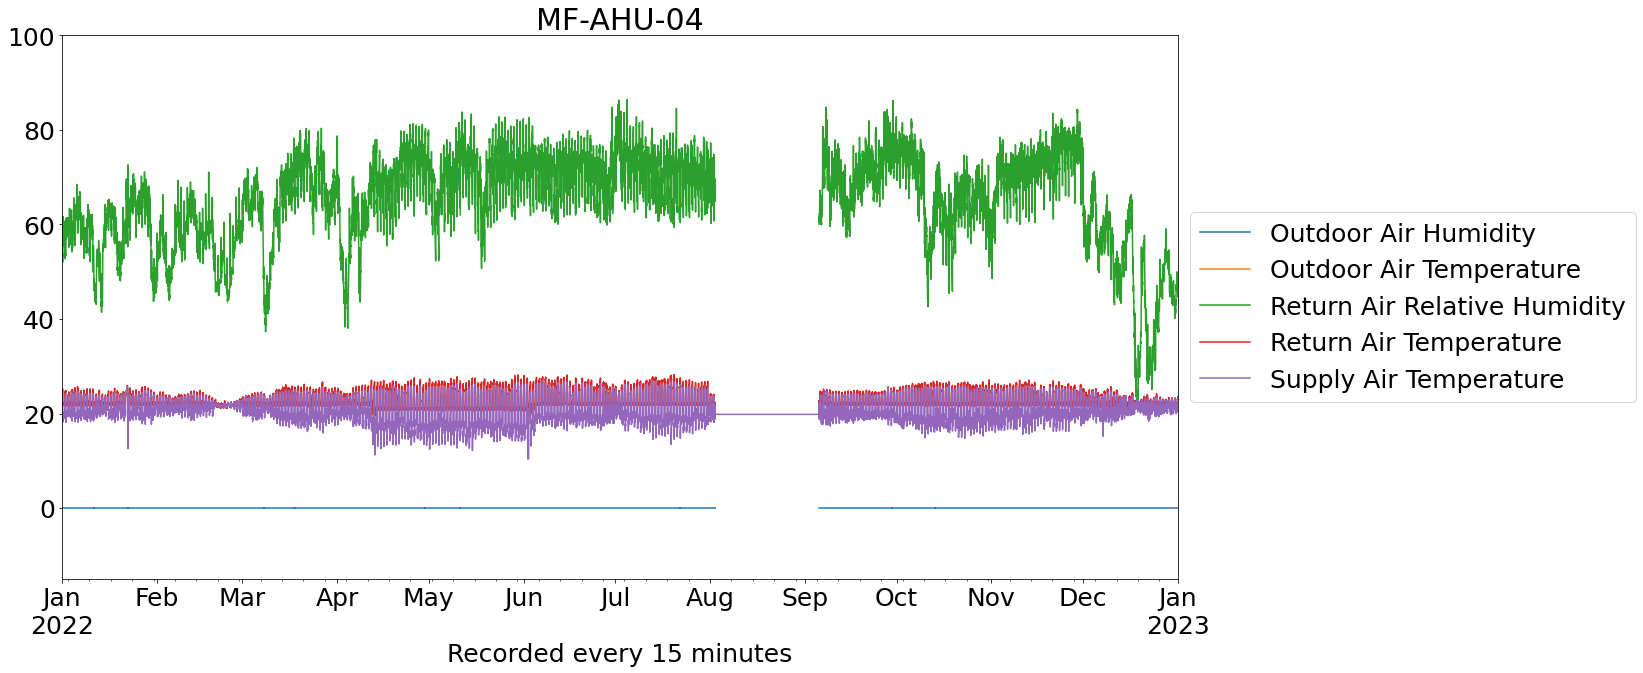 MF-AHU-04
100
80
60
40
20
0
Jan Feb Mar Apr May Jun Jul Aug Sep Oct Nov Dec Jan
2022 2023
Recorded every 15 minutes
Outdoor Air Humidity
Outdoor Air Temperature
Return Air Relative Humidity
Return Air Temperature
Supply Air Temperature